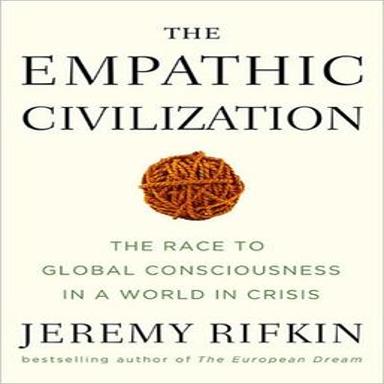 THE
EMPATHIC
CIVILIZATION
THE RACE TO
GLOBAL CONSCIOUSNESS
IN A WORLD IN CRISIS
JEREMY RIFKIN
bestselling author of The European Dream